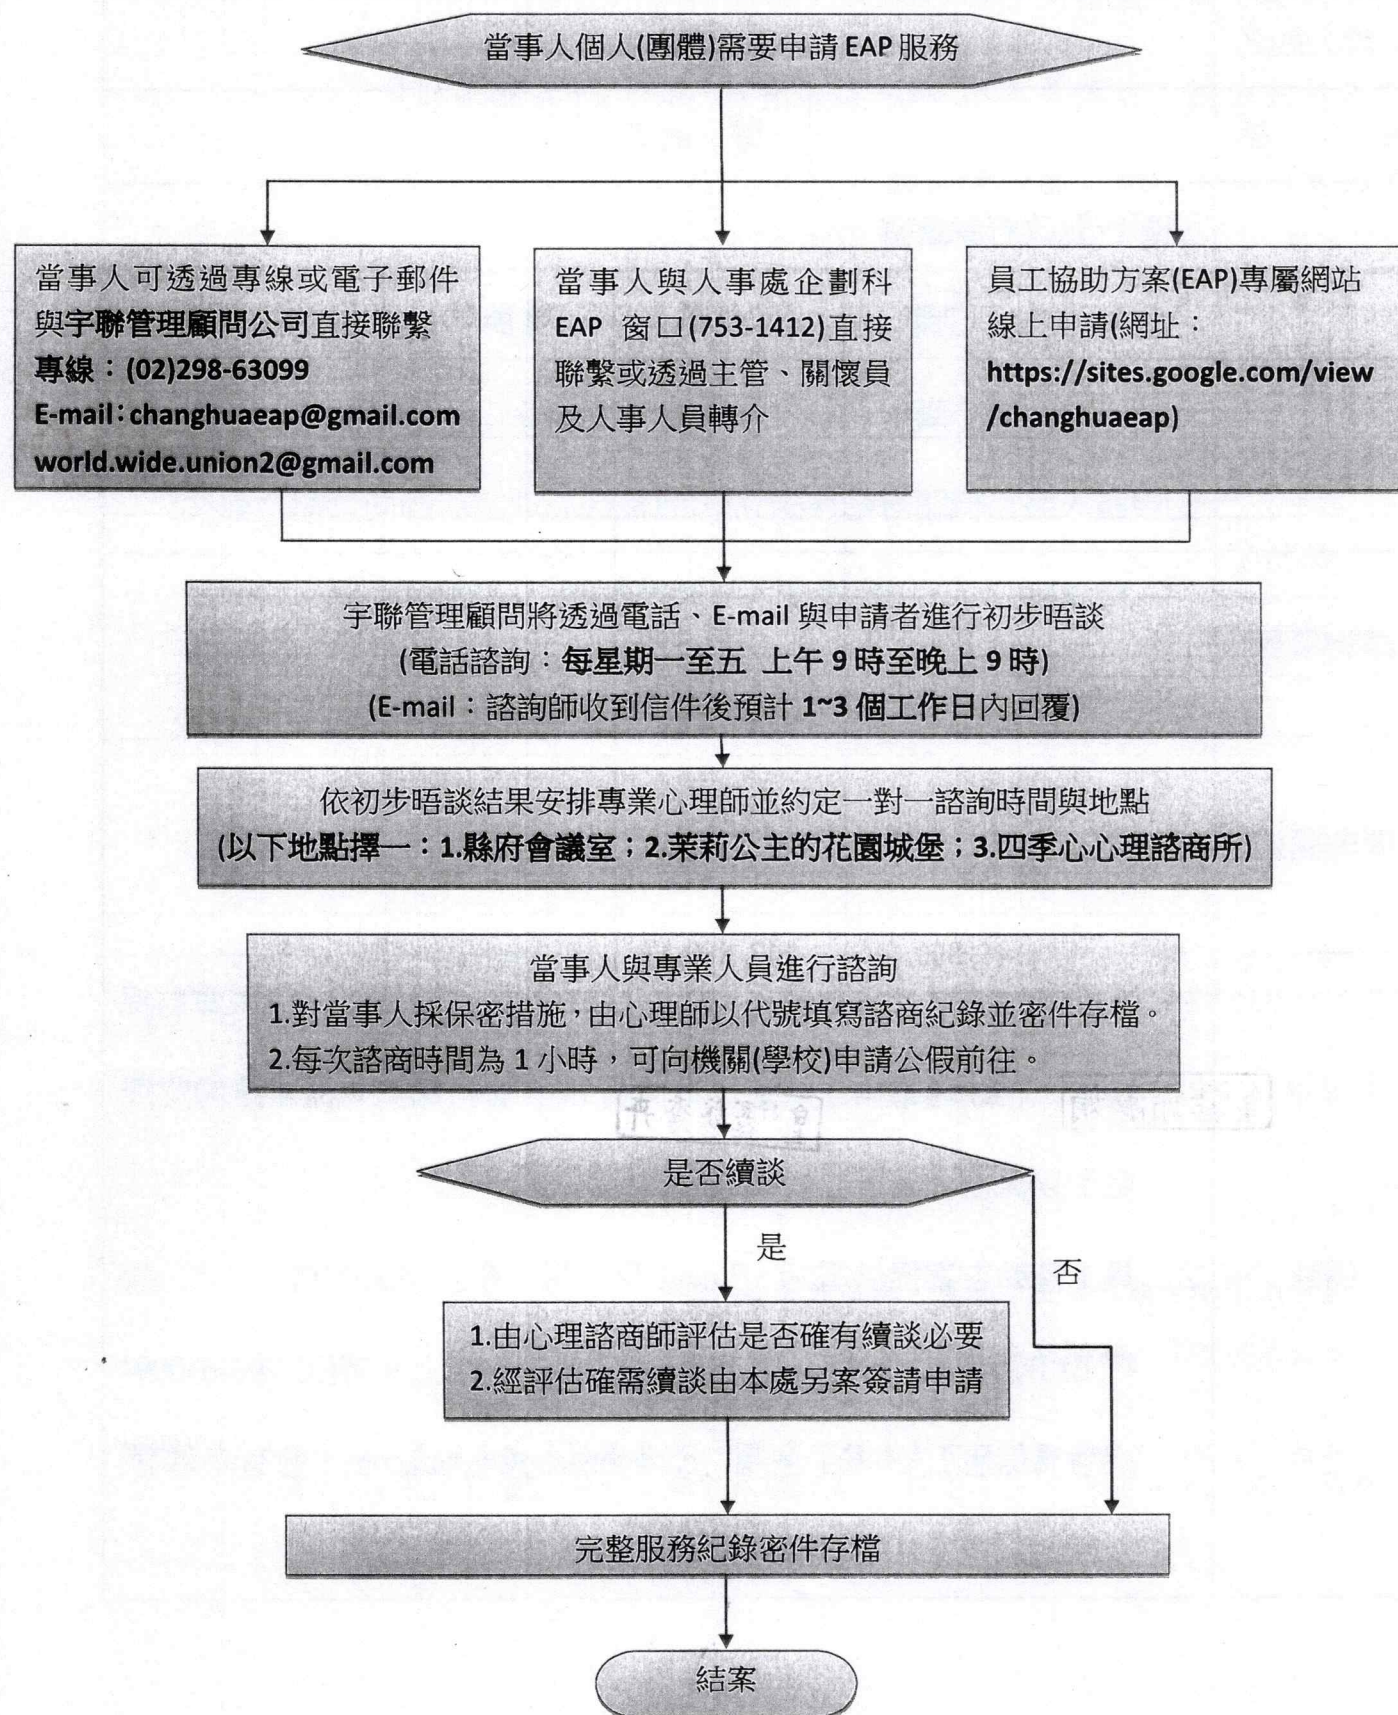 當事人個人(團體)需要申請 EAP 服務
當事人可透過專線或電子郵件
與宇聯管理顧問公司直接聯繫
專線：(02)298-63099
E-mail：changhuaeap@gmail.com
world.wide.union2@gmail.com
當事人與人事處企劃科
EAP 窗口(753-1412)直接
聯繫或透過主管、關懷員
及人事人員轉介
員工協助方案(EAP)專屬網站
線上申請(網址：
https://sites.google.com/view
/changhuaeap)
宇聯管理顧問將透過電話、E-mail 與申請者進行初步晤談
(電話諮詢：每星期一至五 上午 9 時至晚上 9 時)
(E-mail：諮詢師收到信件後預計 1~3 個工作日內回覆)
依初步晤談結果安排專業心理師並約定一對一諮詢時間與地點
(以下地點擇一：1.縣府會議室；2.茉莉公主的花園城堡；3.四季心心理諮商所)
當事人與專業人員進行諮詢
1.對當事人採保密措施，由心理師以代號填寫諮商紀錄並密件存檔。
2.每次諮商時間為 1 小時，可向機關(學校)申請公假前往。
是否續談
是
否
1.由心理諮商師評估是否確有續談必要
2.經評估確需續談由本處另案簽請申請
完整服務紀錄密件存檔
結案